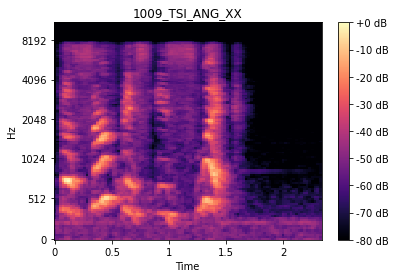 1009_TSI_ANG_XX
8192
4096
2048
1024
512
0
Hz
0
0.5
1
1.5
2
Time
+0 dB
-10 dB
-20 dB
-30 dB
-40 dB
-50 dB
-60 dB
-70 dB
-80 dB